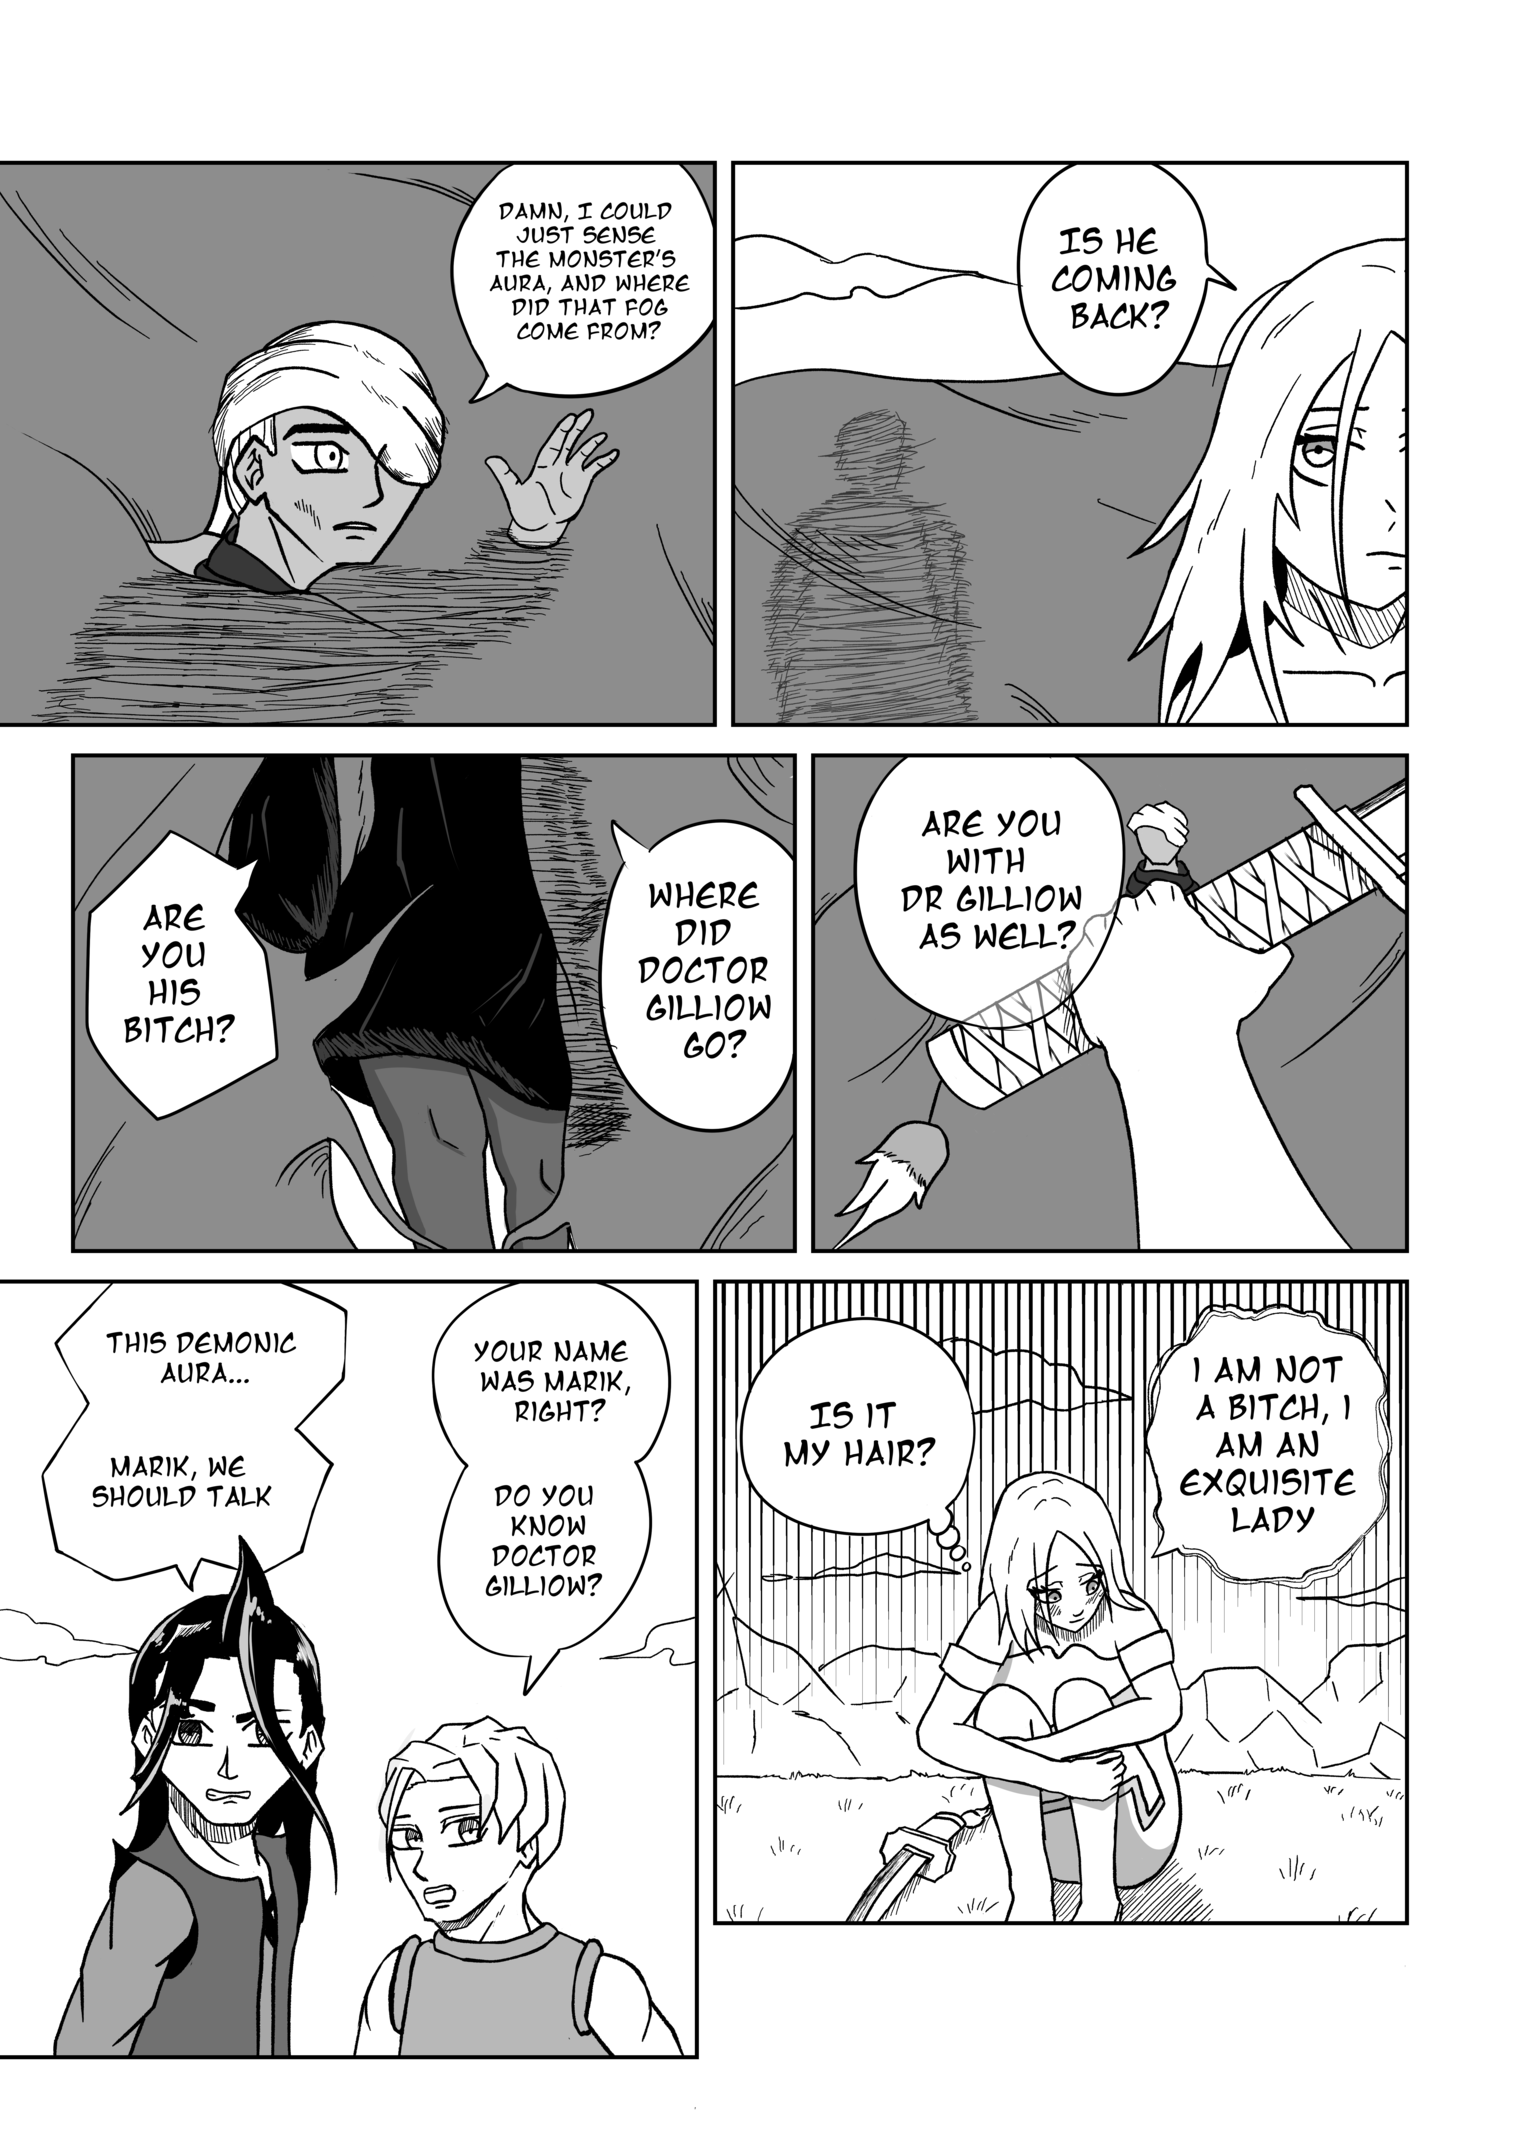 IS HE
COMING
BACK?
DAMN, I COULD
JUST SENSE
THE MONSTER'S
AURA, AND WHERE
DID THAT FOG
COME FROM?
ARE YOU
WITH
DR GILLIOW
AS WELL?
WHERE
DID
DOCTOR
GILLIOW
GO?
ARE
YOU
HIS
BITCH?
I AM NOT
A BITCH, I
AM AN
EXQUISITE
LADY
IS IT
MY HAIR?
YOUR NAME
WAS MARIK,
RIGHT?
DO YOU
KNOW
DOCTOR
GILLIOW?
THIS DEMONIC
AURA...
MARIK, WE
SHOULD TALK